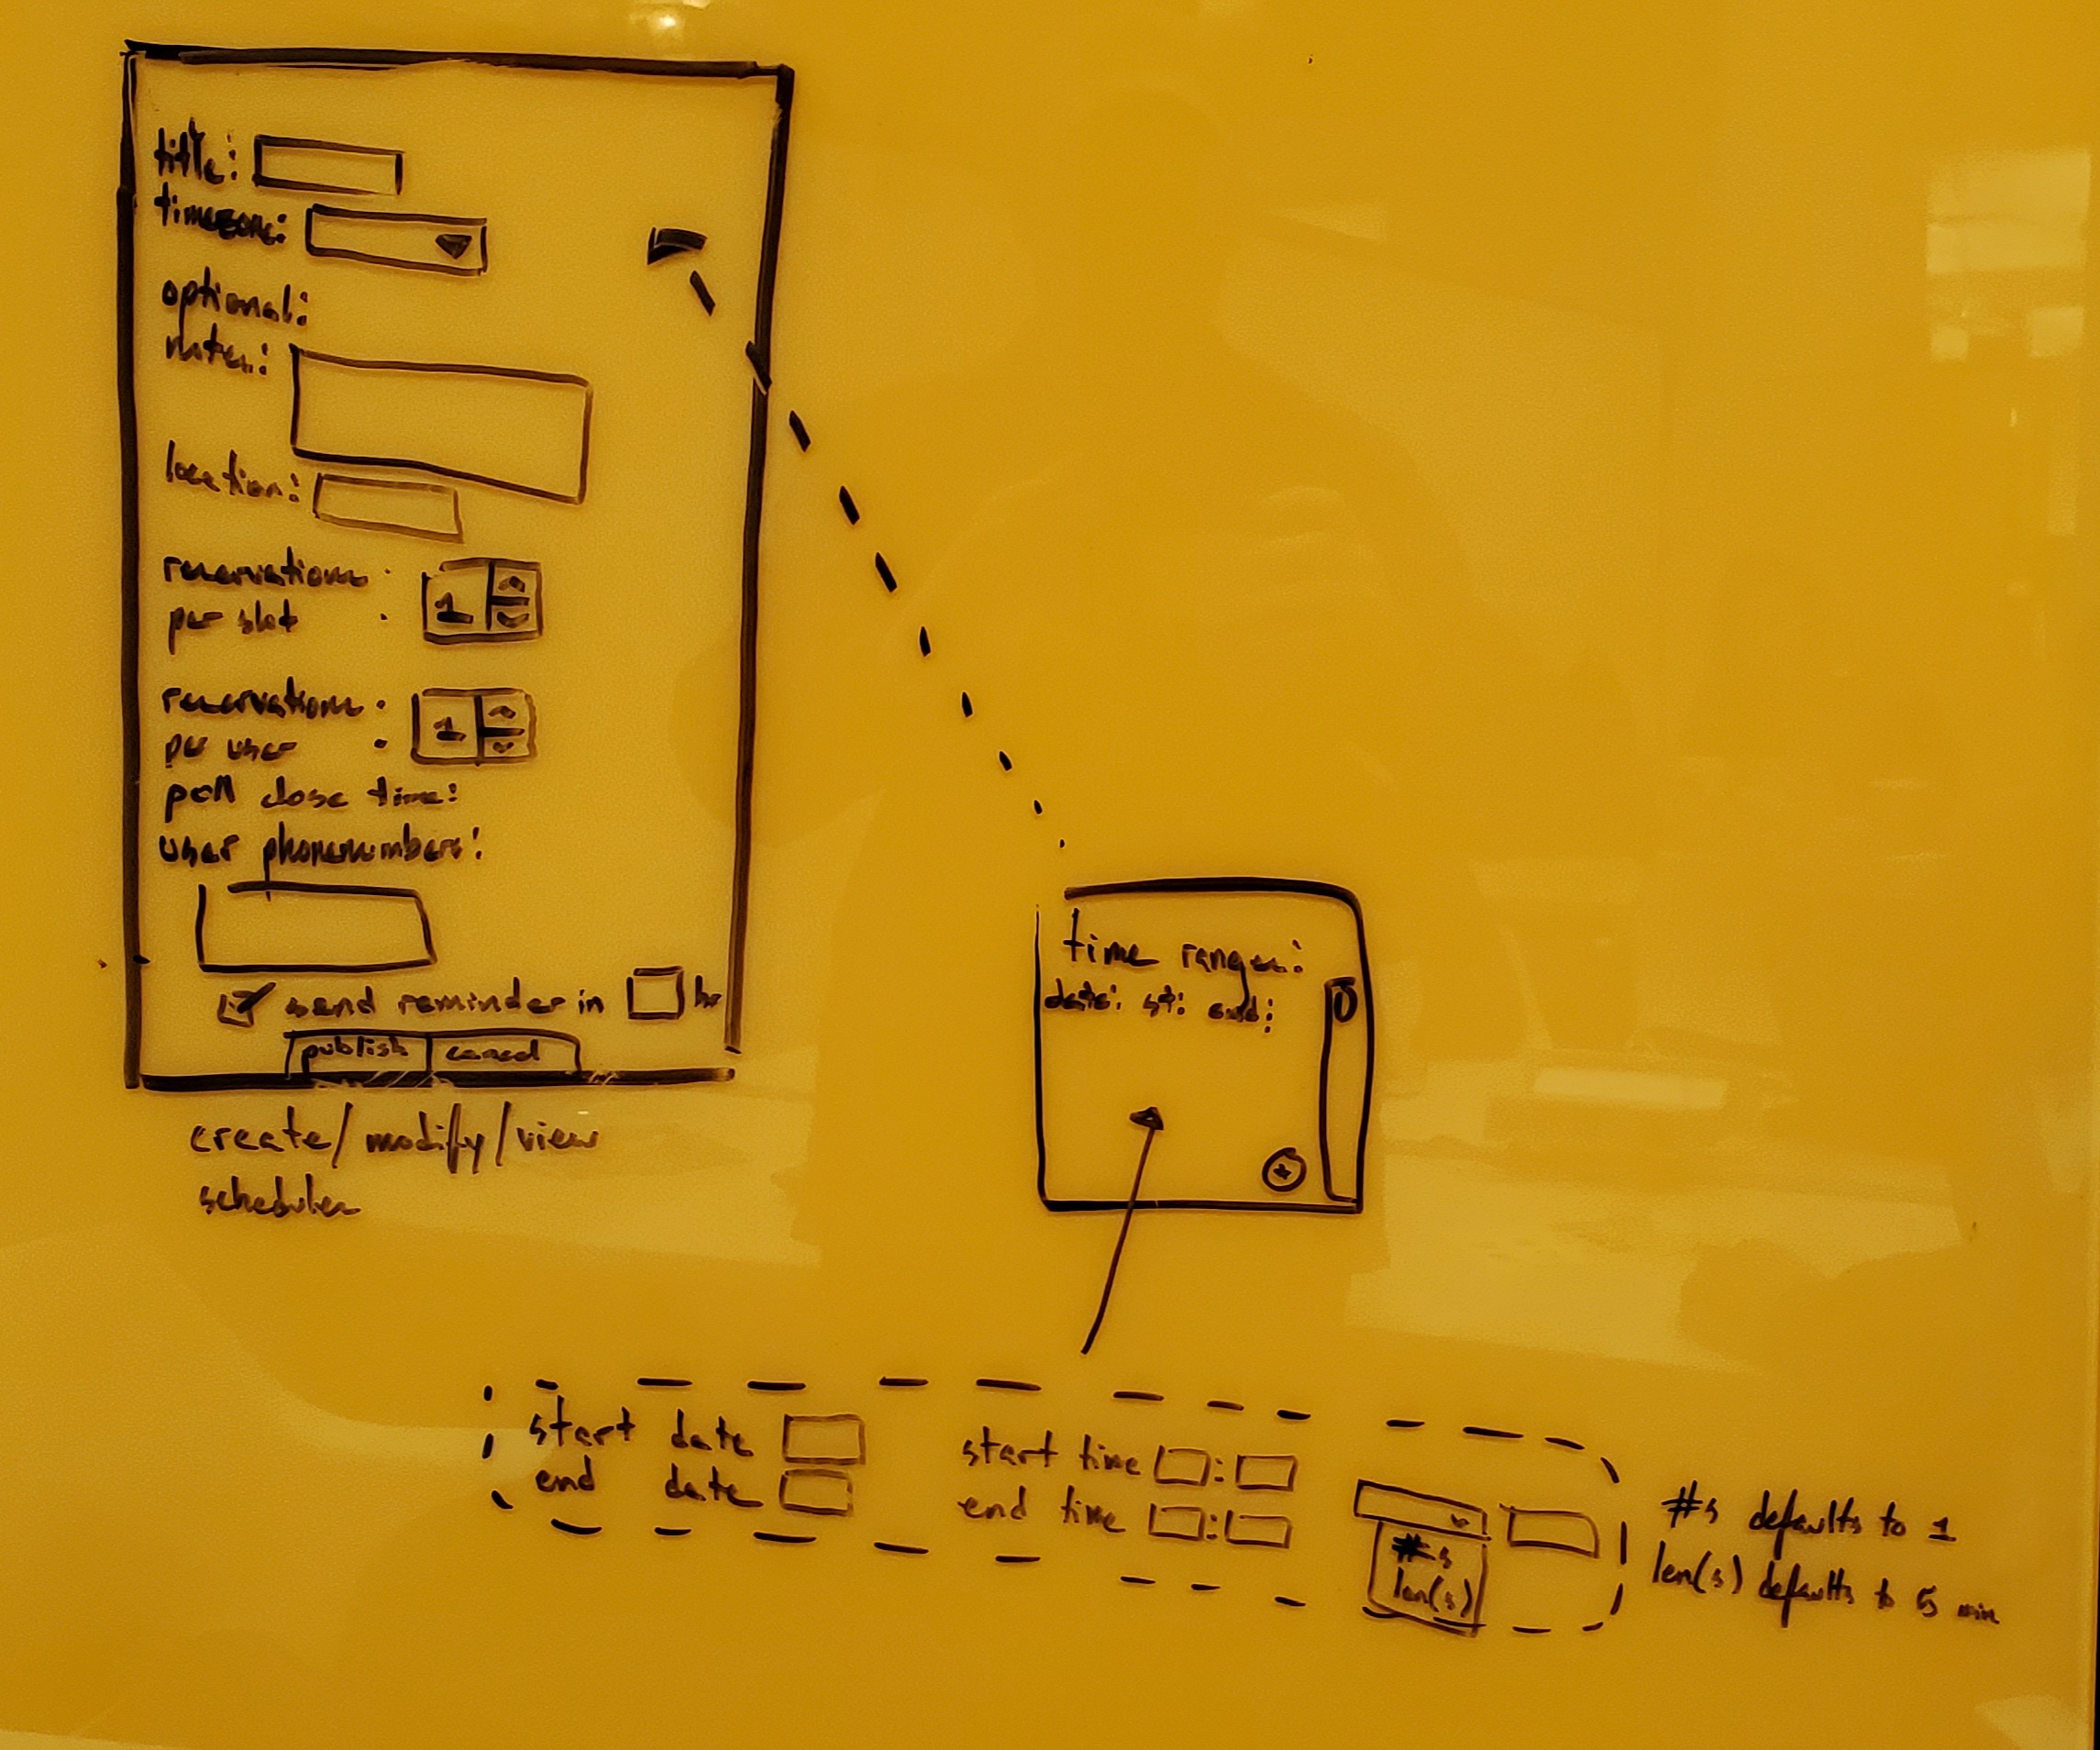 title:
timezone:
optional:
notes:
location:
reservations
per slot :
1
reservations
per user :
1
poll close time:
user phonenumbers:
send reminder in hr
publish cancel
create/modify/view
scheduler
time ranges:
date: st: end:
+
start date
end date
start time :
end time :
#s
len(s)
#s defaults to 1
len(s) defaults to 5 min